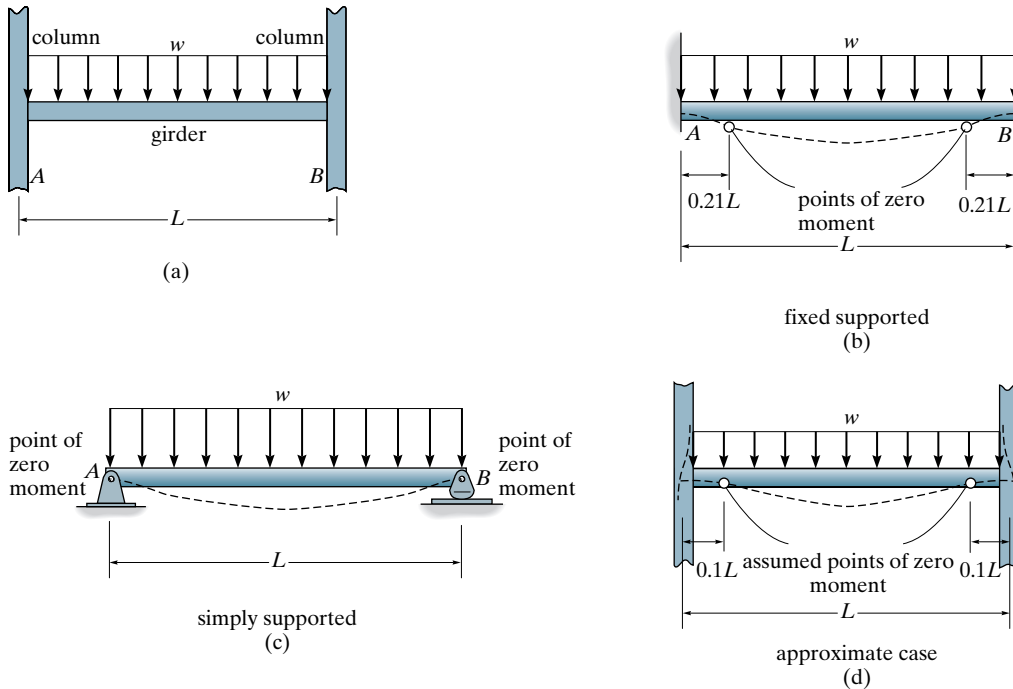 column
w
column
girder
A
B
L
(a)
w
A
B
0.21L
points of zero
moment
0.21L
L
fixed supported
(b)
w
point of
zero
moment
A
B
point of
zero
moment
L
simply supported
(c)
w
0.1L
assumed points of zero
moment
0.1L
L
approximate case
(d)